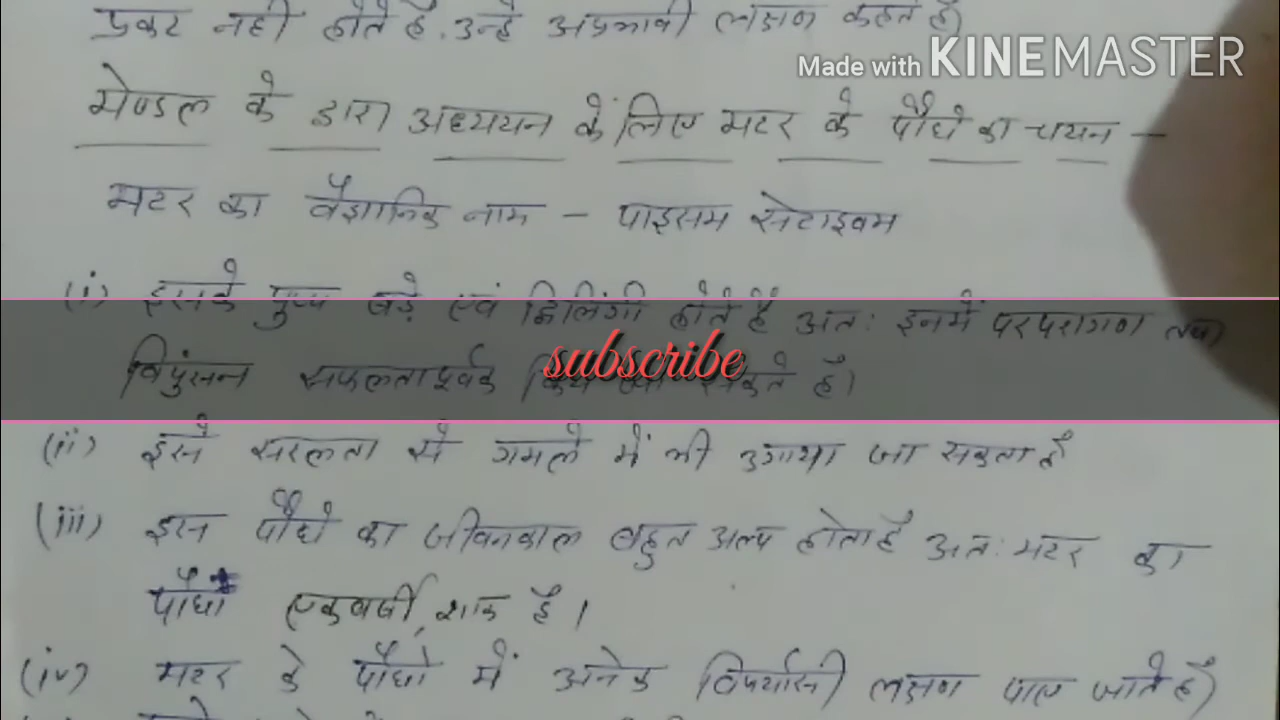 प्रकट नहीं होते है, उन्हे अप्रभावी लक्षण कहते हैं
Made with KINEMASTER
मेण्डल के द्वारा अध्ययन के लिए मटर के पौधे का चयन –
मटर का वैज्ञानिक नाम – पाइसम सेटाइवम
(i) इसके पुष्प बड़े एवं द्विलिंगी होते है अतः इनमें परपरागण तथा
subscribe
विपुंसन सफलतापूर्वक किये जा सकते है।
(ii) इसे सरलता से गमले में भी उगाया जा सकता है
(iii) इस पौधे का जीवनकाल बहुत अल्प होता है अतः मटर का
पौधा एकवर्षी शाक है।
(iv) मटर के पौधो में अनेक विपर्यासी लक्षण पाए जाते है)